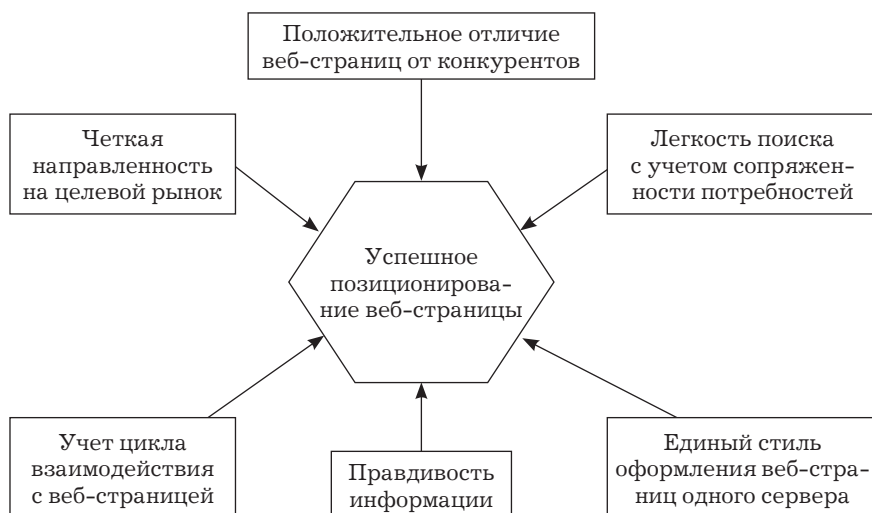 Положительное отличие
веб-страниц от конкурентов
Четкая
направленность
на целевой рынок
Легкость поиска
с учетом сопряжен-
ности потребностей
Успешное
позиционирова-
ние веб-страницы
Учет цикла
взаимодействия
с веб-страницей
Правдивость
информации
Единый стиль
оформления веб-стра-
ниц одного сервера